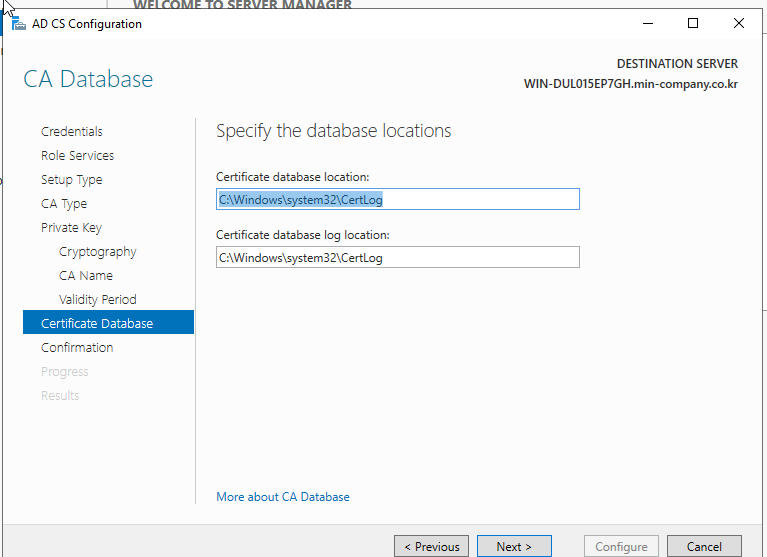 WELCOME TO SERVER MANAGER
AD CS Configuration
CA Database
DESTINATION SERVER
WIN-DUL015EP7GH.min-company.co.kr
Credentials
Role Services
Setup Type
CA Type
Private Key
Cryptography
CA Name
Validity Period
Certificate Database
Confirmation
Progress
Results
Specify the database locations
Certificate database location:
C:\Windows\system32\CertLog
Certificate database log location:
C:\Windows\system32\CertLog
More about CA Database
< Previous
Next >
Configure
Cancel